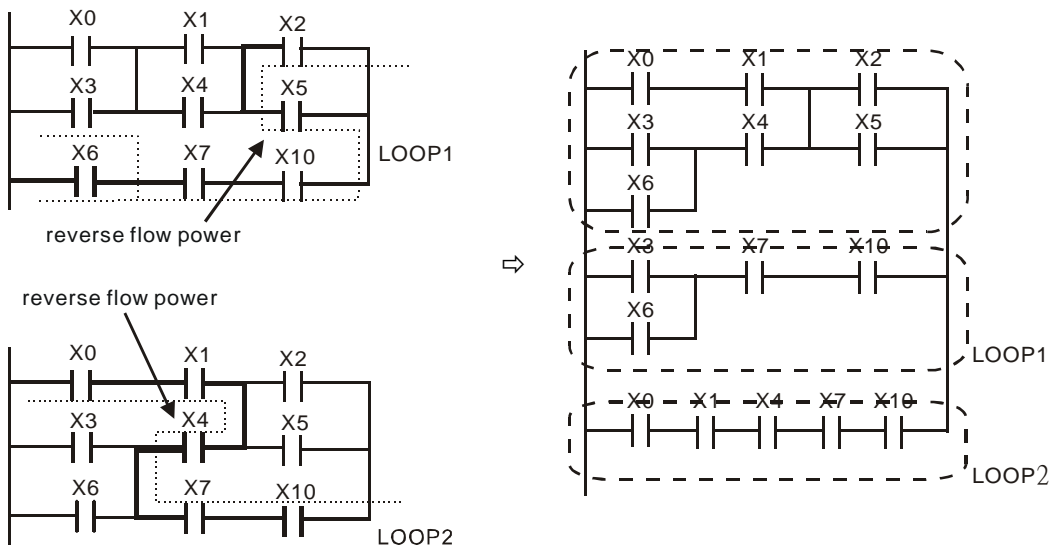 X0 X1 X2
X3 X4 X5
X6 X7 X10
LOOP1
reverse flow power
reverse flow power
X0 X1 X2
X3 X4 X5
X6 X7 X10
LOOP2
⇨
X0 X1 X2
X3 X4 X5
X6
X3 X7 X10
X6
LOOP1
X0 X1 X4 X7 X10
LOOP2